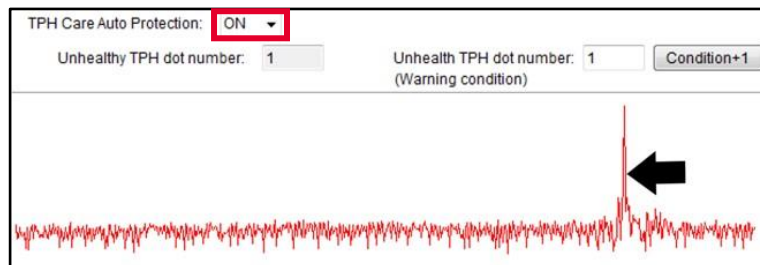 TPH Care Auto Protection: ON
Unhealthy TPH dot number: 1 Unhealth TPH dot number: 1 Condition+1
(Warning condition)